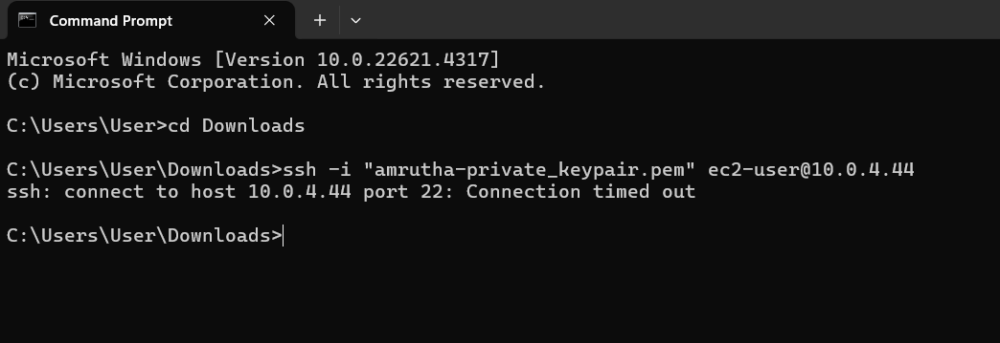 Command Prompt
Microsoft Windows [Version 10.0.22621.4317]
(c) Microsoft Corporation. All rights reserved.
C:\Users\User>cd Downloads
C:\Users\User\Downloads>ssh -i "amrutha-private_keypair.pem" ec2-user@10.0.4.44
ssh: connect to host 10.0.4.44 port 22: Connection timed out
C:\Users\User\Downloads>